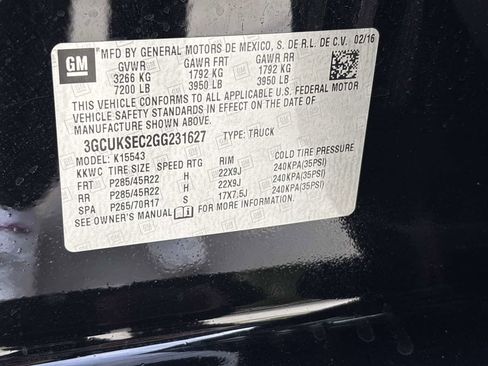 GM
MFD BY GENERAL MOTORS DE MEXICO, S. DE R.L. DE C.V. 02/16
GVWR GAWR FRT GAWR RR
3266 KG 1792 KG 1792 KG
7200 LB 3950 LB 3950 LB
THIS VEHICLE CONFORMS TO ALL APPLICABLE U.S. FEDERAL MOTOR
VEHICLE SAFETY STANDARDS IN EFFECT ON THE DATE OF
MANUFACTURE SHOWN ABOVE.
3GCUKSEC2GG231627 TYPE: TRUCK
MODEL: K15543
KKWC TIRE SIZE SPEED RTG RIM COLD TIRE PRESSURE
FRT P285/45R22 H 22X9J 240KPA(35PSI)
RR P285/45R22 H 22X9J 240KPA(35PSI)
SPA P265/70R17 S 17X7.5J 240KPA(35PSI)
SEE OWNER'S MANUAL FOR MORE INFORMATION.